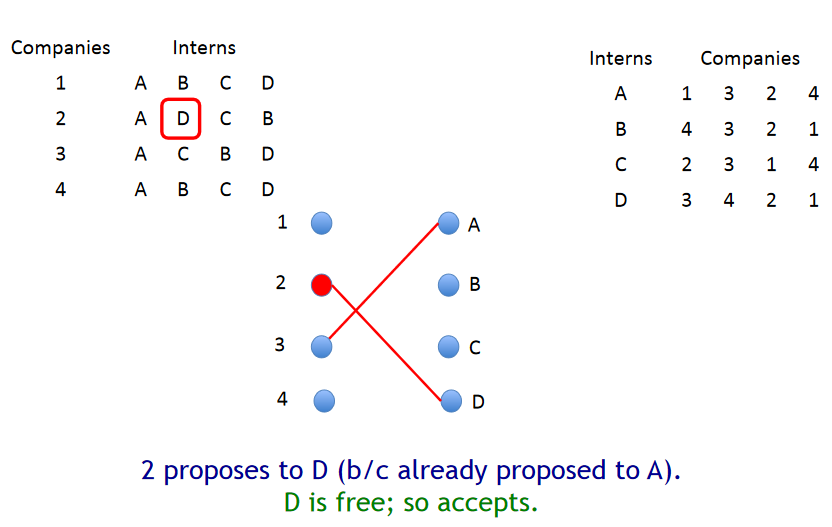 Companies Interns
1 A B C D
2 A D C B
3 A C B D
4 A B C D
Interns Companies
A 1 3 2 4
B 4 3 2 1
C 2 3 1 4
D 3 4 2 1
1 A
2 B
3 C
4 D
2 proposes to D (b/c already proposed to A).
D is free; so accepts.